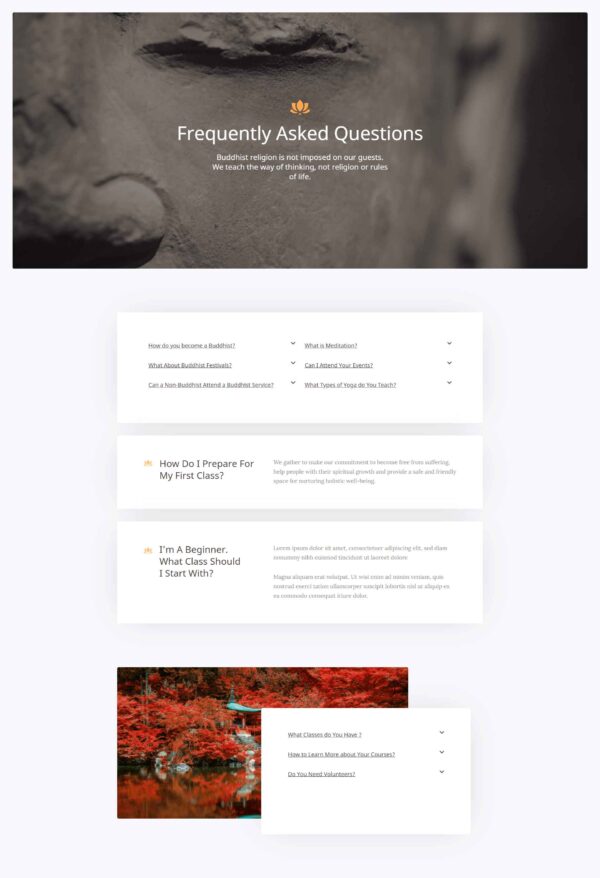 Frequently Asked Questions
Buddhist religion is not imposed on our guests.
We teach the way of thinking, not religion or rules
of life.
How do you become a Buddhist?
What is Meditation?
What About Buddhist Festivals?
Can I Attend Your Events?
Can a Non-Buddhist Attend a Buddhist Service?
What Types of Yoga do You Teach?
How Do I Prepare For
My First Class?
We gather to make our commitment to become free from suffering,
help people with their spiritual growth and provide a safe and friendly
space for nurturing holistic well-being.
I'm A Beginner.
What Class Should
I Start With?
Lorem ipsum dolor sit amet, consectetuer adipiscing elit, sed diam
nonummy nibh euismod tincidunt ut laoreet dolore
Magna aliquam erat volutpat. Ut wisi enim ad minim veniam, quis
nostrud exerci tation ullamcorper suscipit lobortis nisl ut aliquip ex
ea commodo consequat iriure dolor.
What Classes do You Have ?
How to Learn More about Your Courses?
Do You Need Volunteers?